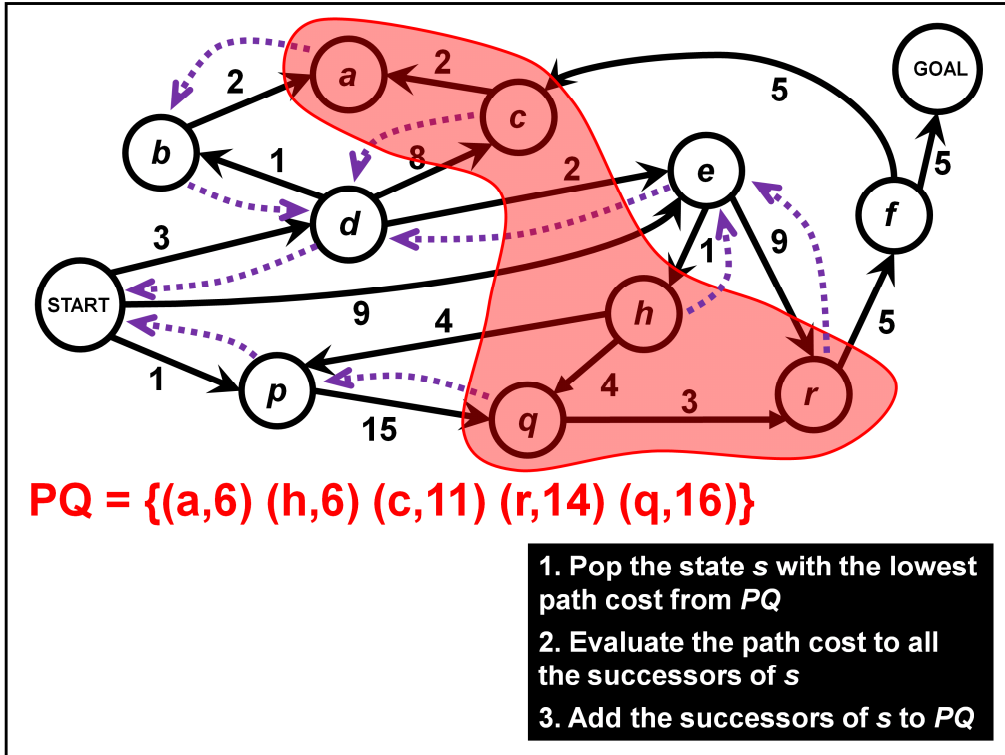 GOAL
a
2
2
5
c
b
5
1
8
2
e
f
d
3
1
9
START
9
h
4
5
1
p
4
r
q
3
15
PQ = {(a,6) (h,6) (c,11) (r,14) (q,16)}
1. Pop the state s with the lowest
path cost from PQ
2. Evaluate the path cost to all
the successors of s
3. Add the successors of s to PQ